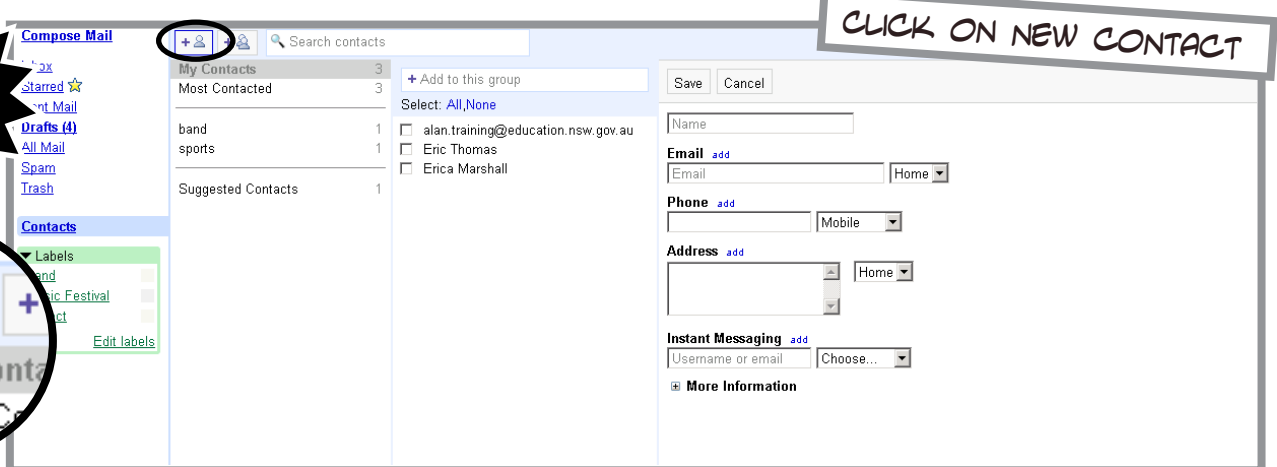 CLICK ON NEW CONTACT
Compose Mail
Starred
Drafts (4)
All Mail
Spam
Trash
Contacts
Labels
Festival
Edit labels
+ + Search contacts
My Contacts 3
Most Contacted 3
band 1
sports 1
Suggested Contacts 1
+ Add to this group
Select: All,None
alan.training@education.nsw.gov.au
Eric Thomas
Erica Marshall
Save Cancel
Name
Email add
Email Home
Phone add
Mobile
Address add
Home
Instant Messaging add
Username or email Choose...
More Information